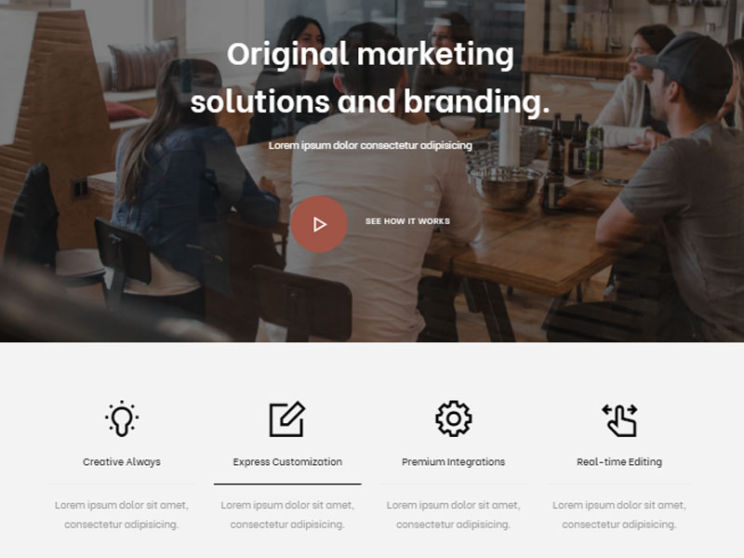 Original marketing
solutions and branding.
Lorem ipsum dolor consectetur adipisicing
SEE HOW IT WORKS
Creative Always
Express Customization
Premium Integrations
Real-time Editing
Lorem ipsum dolor sit amet,
consectetur adipisicing.
Lorem ipsum dolor sit amet,
consectetur adipisicing.
Lorem ipsum dolor sit amet,
consectetur adipisicing.
Lorem ipsum dolor sit amet,
consectetur adipisicing.